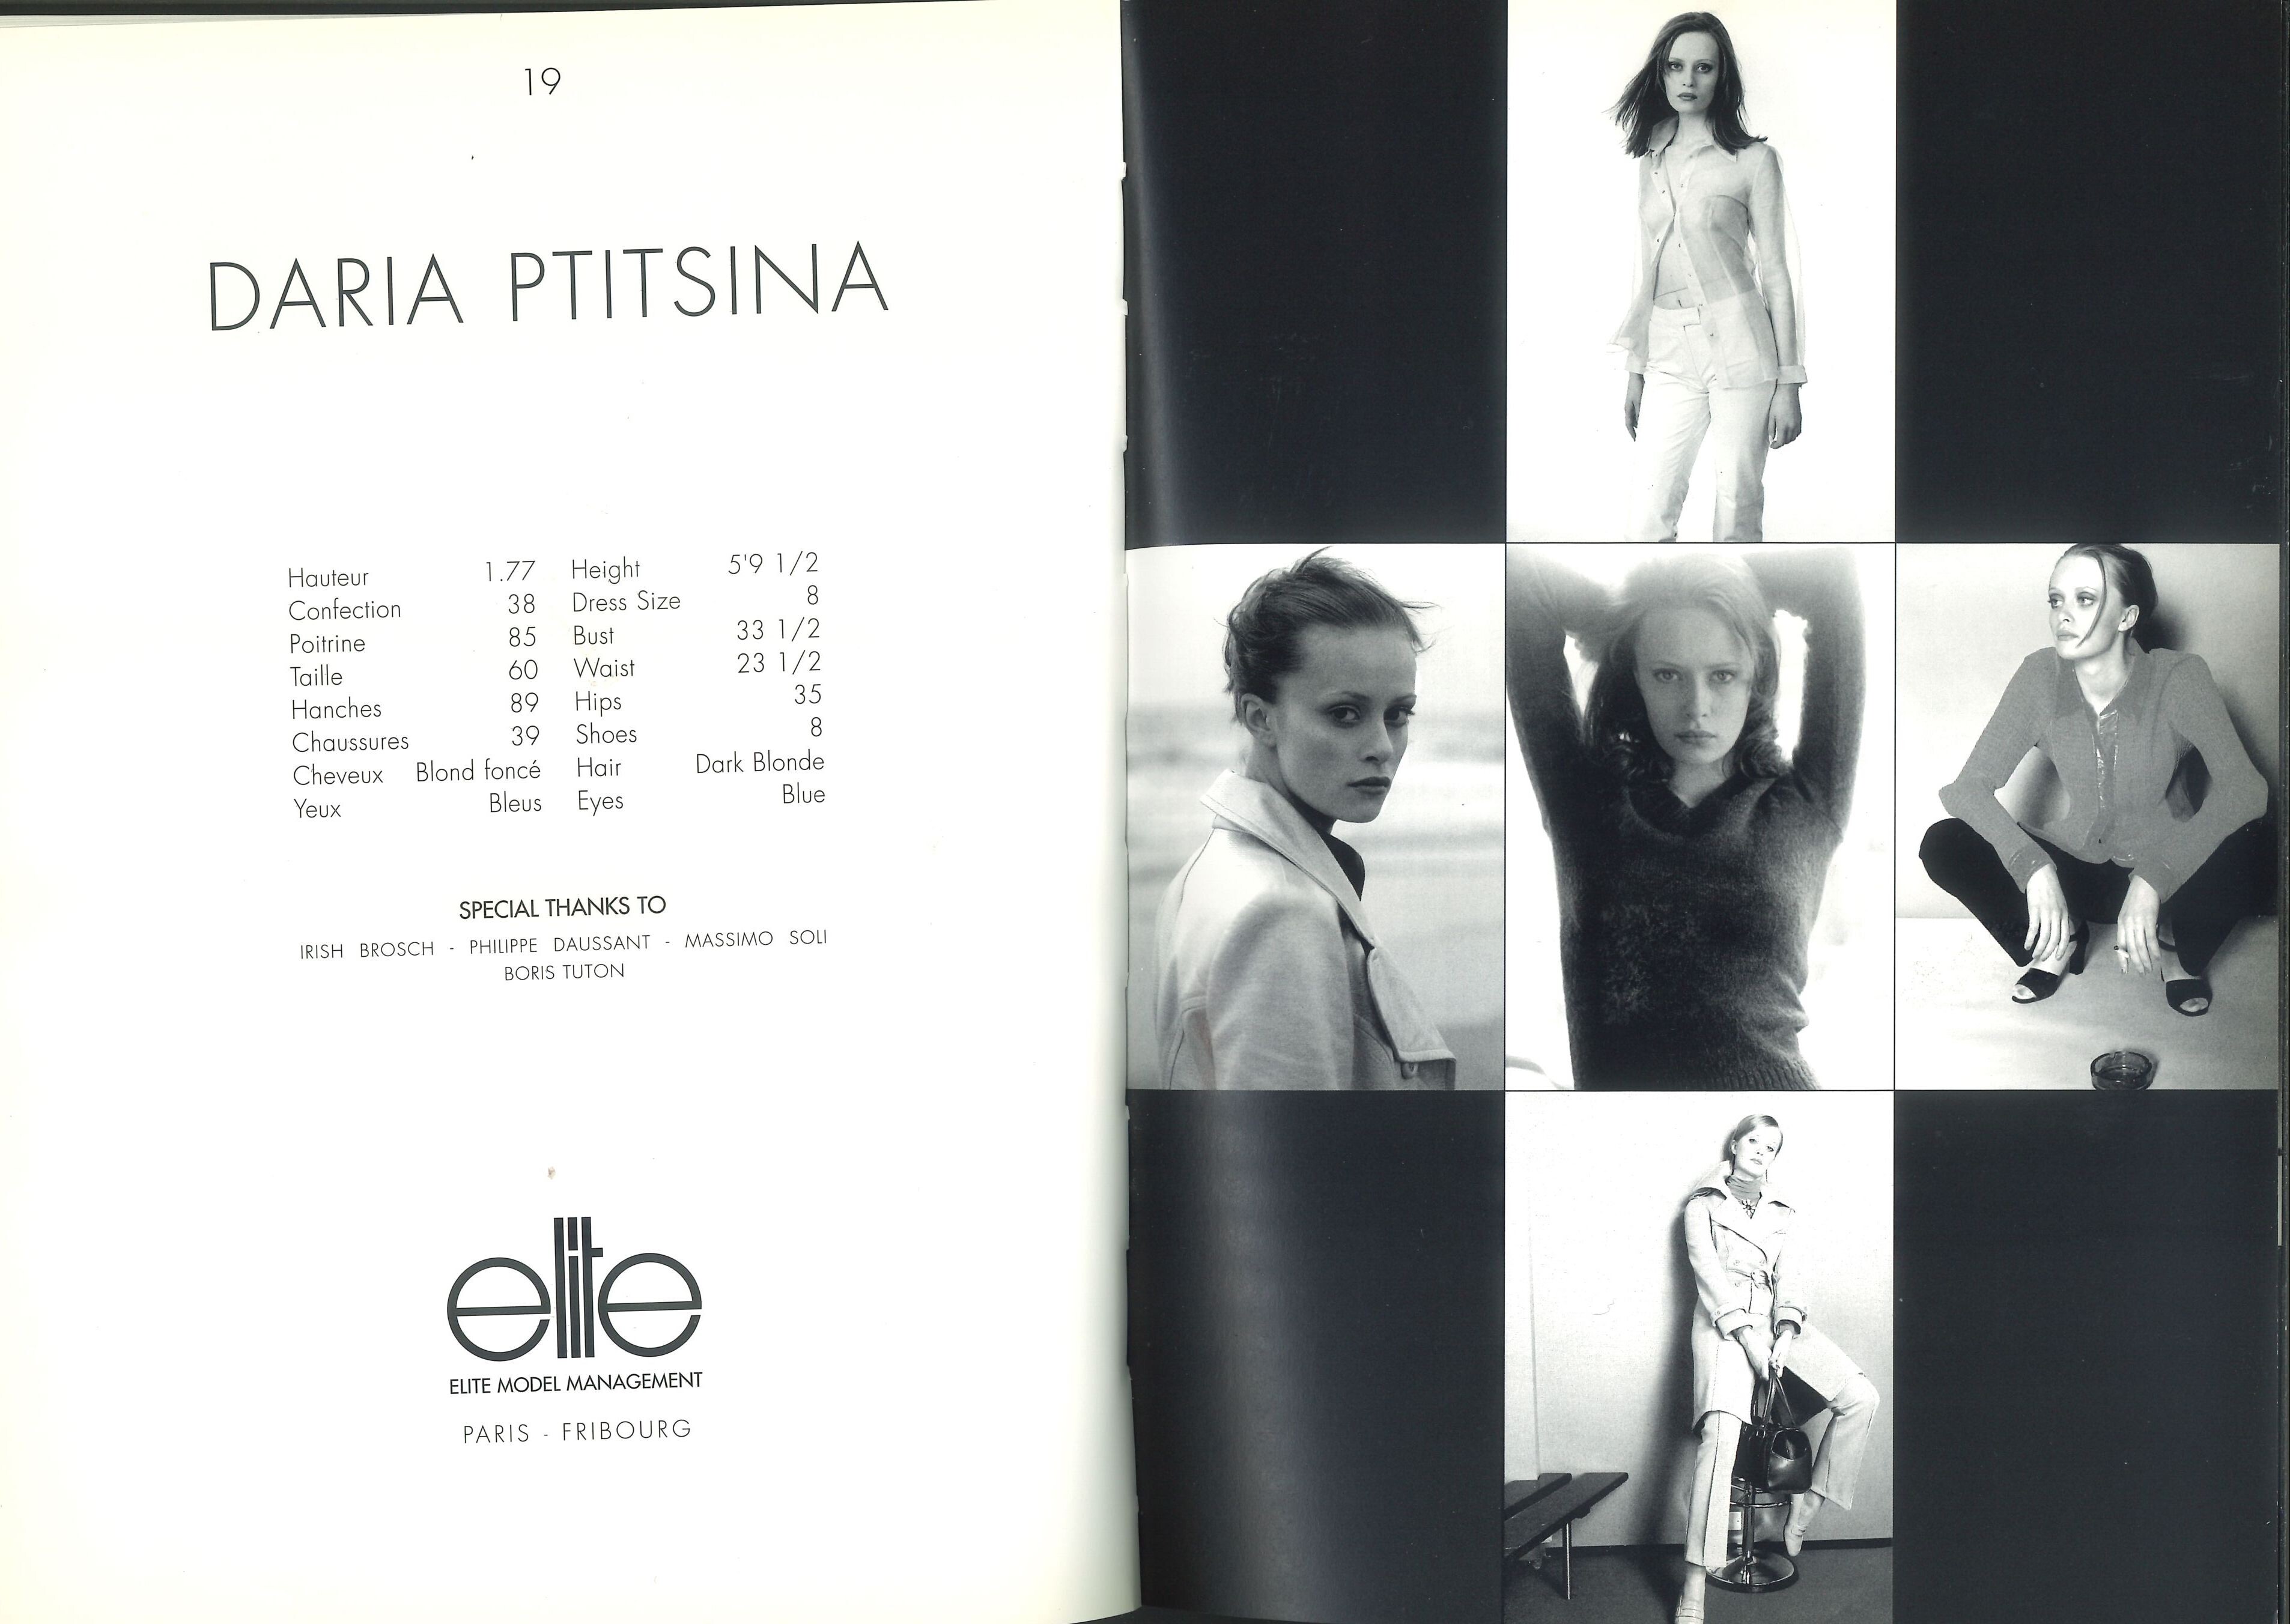 19
DARIA PTITSINA
Hauteur 1.77 Height 5'9 1/2
Confection 38 Dress Size 8
Poitrine 85 Bust 33 1/2
Taille 60 Waist 23 1/2
Hanches 89 Hips 35
Chaussures 39 Shoes 8
Cheveux Blond foncé Hair Dark Blonde
Yeux Bleus Eyes Blue
SPECIAL THANKS TO
IRISH BROSCH - PHILIPPE DAUSSANT - MASSIMO SOLI
BORIS TUTON
elite
ELITE MODEL MANAGEMENT
PARIS - FRIBOURG